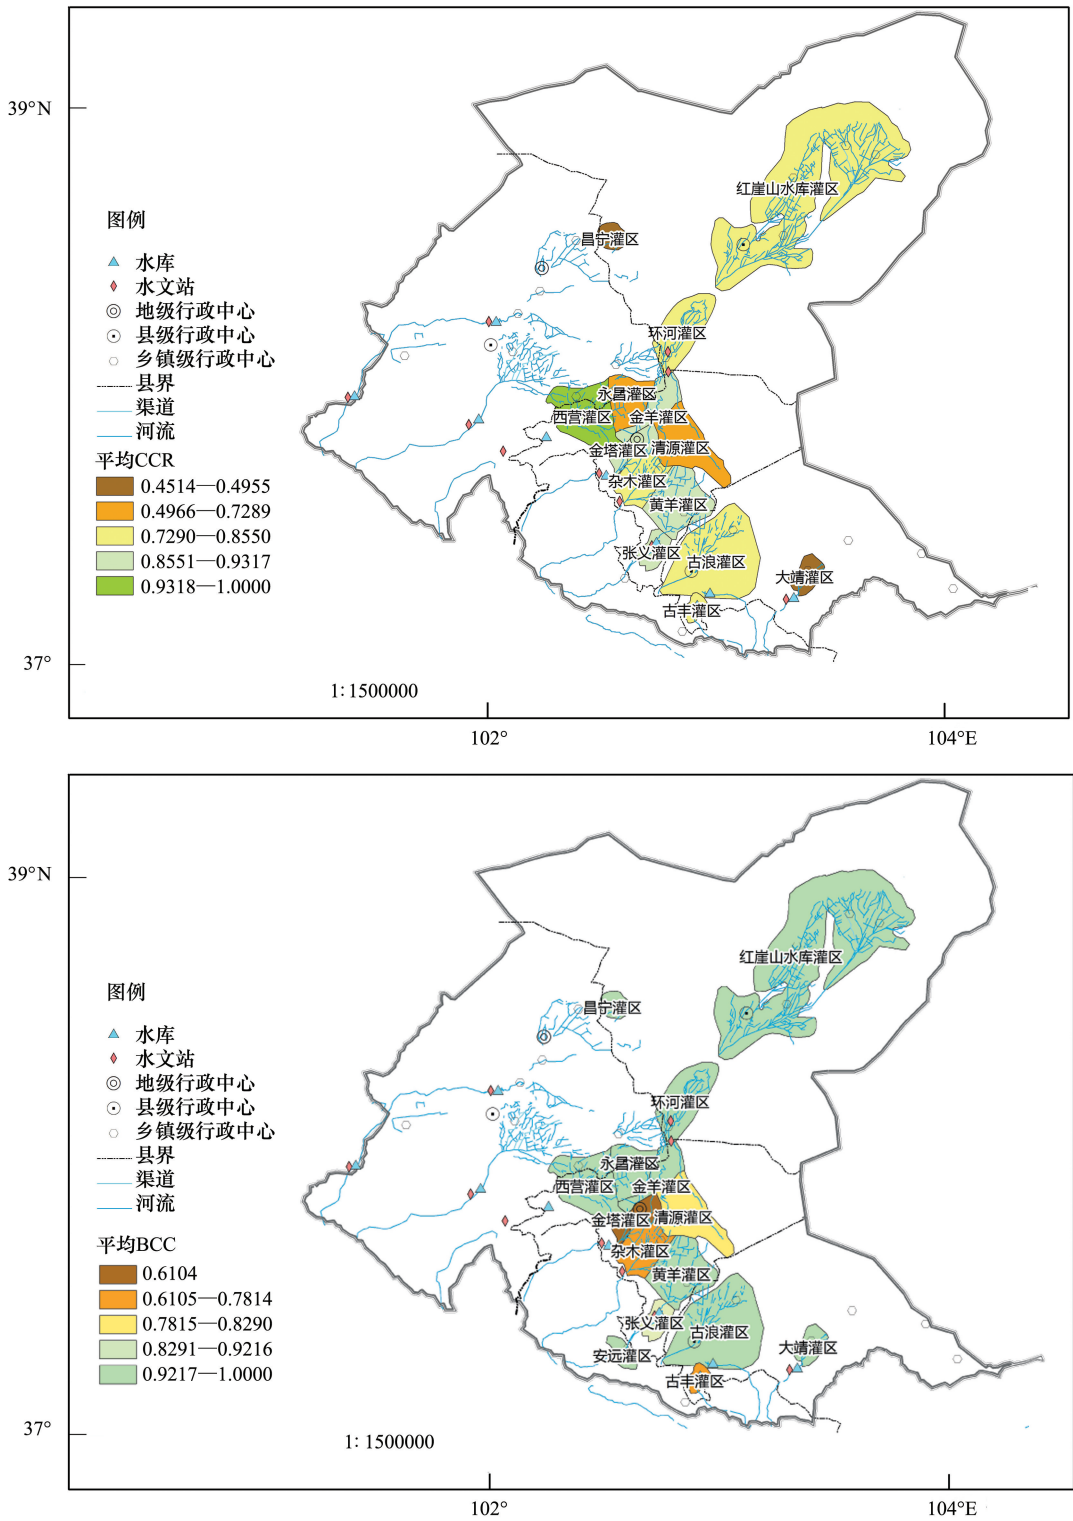 39°N
红崖山水库灌区
图例
昌宁灌区
水库
水文站
地级行政中心
县级行政中心
乡镇级行政中心
县界
渠道
河流
环河灌区
永昌灌区
西营灌区
金羊灌区
金塔灌区
清源灌区
杂木灌区
黄羊灌区
张义灌区
古浪灌区
大靖灌区
古丰灌区
平均CCR
0.4514—0.4955
0.4966—0.7289
0.7290—0.8550
0.8551—0.9317
0.9318—1.0000
37°
1:1500000
102°
104°E
39°N
红崖山水库灌区
图例
昌宁灌区
水库
水文站
地级行政中心
县级行政中心
乡镇级行政中心
县界
渠道
河流
环河灌区
永昌灌区
西营灌区
金羊灌区
金塔灌区
清源灌区
杂木灌区
黄羊灌区
张义灌区
古浪灌区
安远灌区
大靖灌区
古丰灌区
平均BCC
0.6104
0.6105—0.7814
0.7815—0.8290
0.8291—0.9216
0.9217—1.0000
37°
1:1500000
102°
104°E